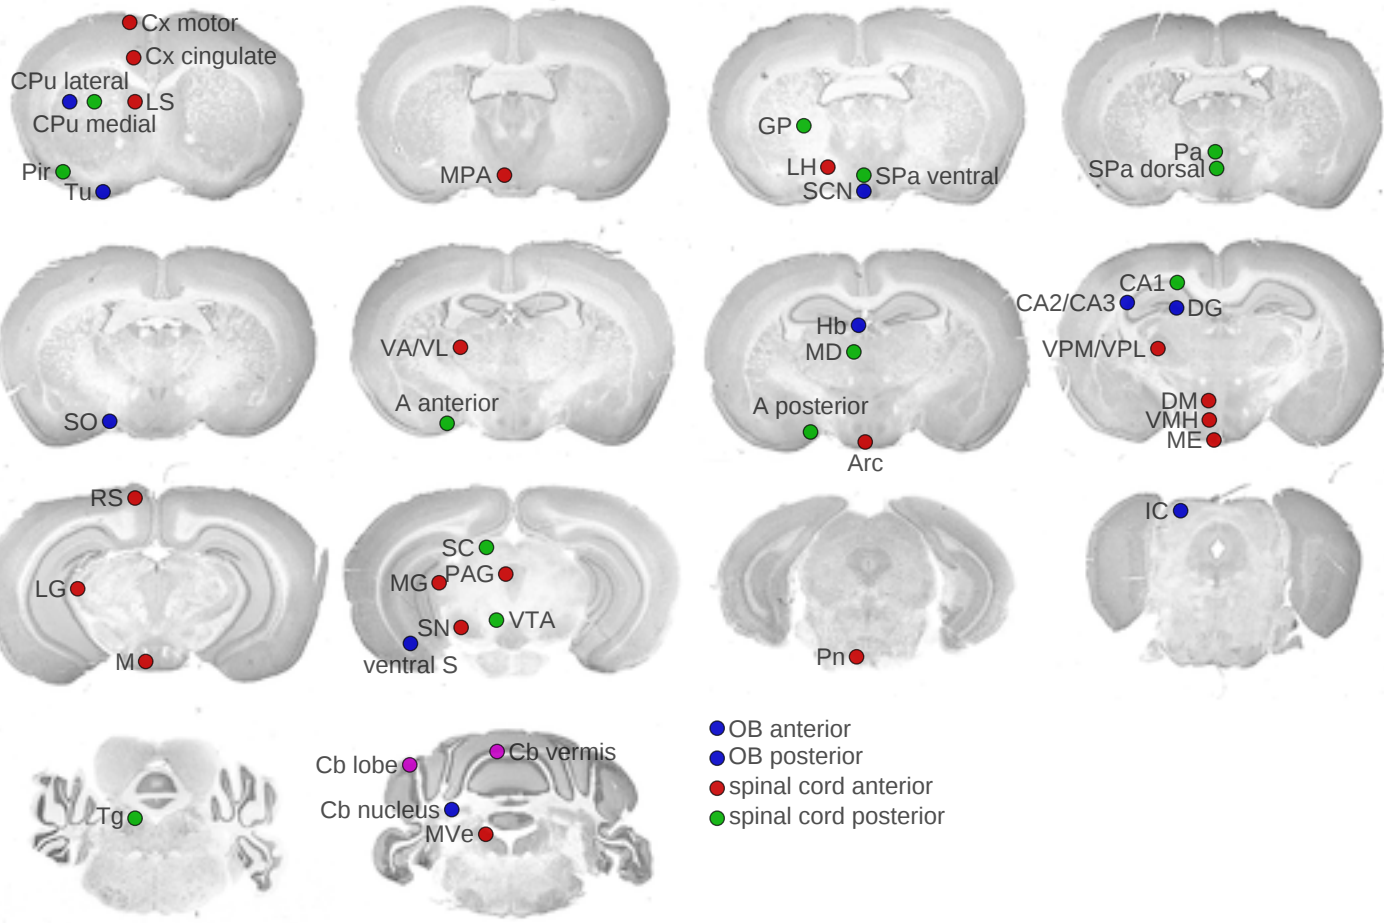 Cx motor
Cx cingulate
CPu lateral
LS
CPu medial
Pir
Tu
MPA
GP
LH
SPa ventral
SCN
Pa
SPa dorsal
SO
VA/VL
A anterior
Hb
MD
A posterior
Arc
CA1
CA2/CA3
DG
VPM/VPL
DM
VMH
ME
RS
LG
M
SC
MG
PAG
SN
VTA
ventral S
Pn
IC
Tg
Cb lobe
Cb vermis
Cb nucleus
MVe
OB anterior
OB posterior
spinal cord anterior
spinal cord posterior